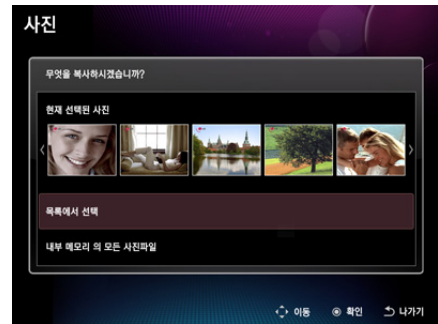 사진
무엇을 복사하시겠습니까?
현재 선택된 사진
목록에서 선택
내부 메모리 의 모든 사진파일
이동 확인 나가기